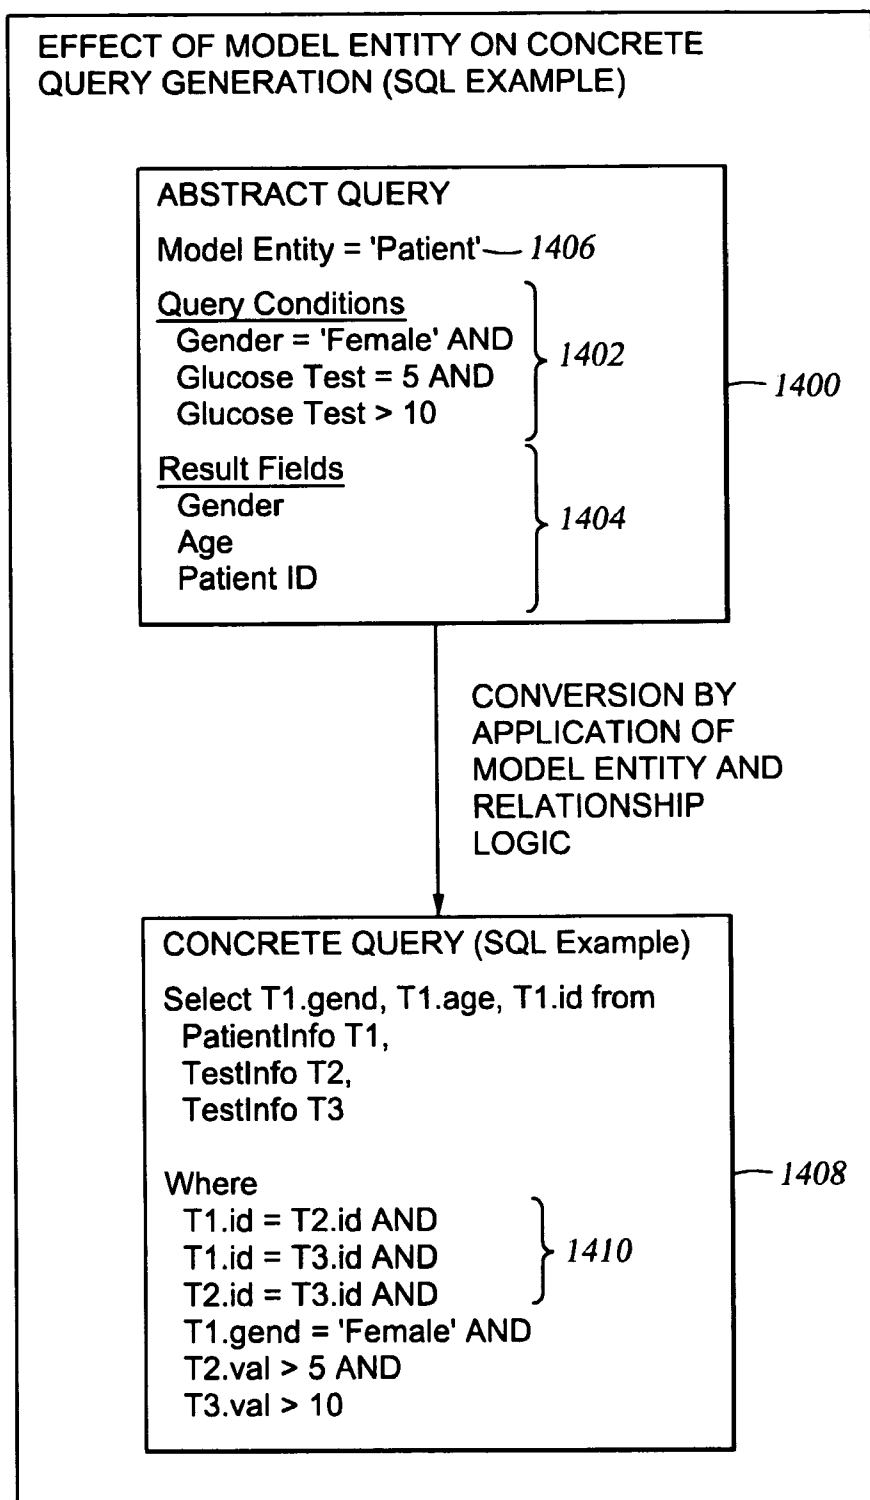 EFFECT OF MODEL ENTITY ON CONCRETE
QUERY GENERATION (SQL EXAMPLE)
ABSTRACT QUERY
Model Entity = 'Patient' 1406
Query Conditions
Gender = 'Female' AND
Glucose Test = 5 AND
Glucose Test > 10
1402
1400
Result Fields
Gender
Age
Patient ID
1404
CONVERSION BY
APPLICATION OF
MODEL ENTITY AND
RELATIONSHIP
LOGIC
CONCRETE QUERY (SQL Example)
Select T1.gend, T1.age, T1.id from
PatientInfo T1,
TestInfo T2,
TestInfo T3
Where
T1.id = T2.id AND
T1.id = T3.id AND
T2.id = T3.id AND
1410
1408
T1.gend = 'Female' AND
T2.val > 5 AND
T3.val > 10